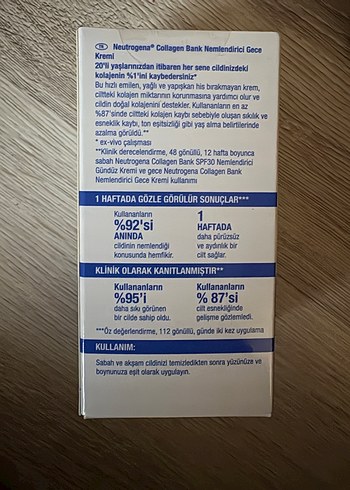 TR Neutrogena® Collagen Bank Nemlendirici Gece
Kremi
20'li yaşlarınızdan itibaren her sene cildinizdeki
kolajenin %1'ini kaybedersiniz*
Bu hızlı emilen, yağlı ve yapışkan his bırakmayan krem,
ciltteki kolajen miktarının korunmasına yardımcı olur ve
cildin doğal kolajenini destekler. Kullananların en az
%87'sinde ciltteki kolajen kaybı sebebiyle oluşan sıkılık ve
esneklik kaybı, ton eşitsizliği gibi yaş alma belirtilerinde
azalma görüldü.**
* ex-vivo çalışması
**Klinik derecelendirme, 48 gönüllü, 12 hafta boyunca
sabah Neutrogena Collagen Bank SPF30 Nemlendirici
Gündüz Kremi ve gece Neutrogena Collagen Bank
Nemlendirici Gece Kremi kullanımı
1 HAFTADA GÖZLE GÖRÜLÜR SONUÇLAR***
Kullananların
%92'si
ANINDA
cildinin nemlendiği
konusunda hemfikir.
1
HAFTADA
daha pürüzsüz
ve aydınlık bir
cilt sağlar.
KLİNİK OLARAK KANITLANMIŞTIR**
Kullananların
%95'i
daha sıkı görünen
bir cilde sahip oldu.
Kullananların
% 87'si
cilt esnekliğinde
gelişme gözlemledi.
***Öz değerlendirme, 112 gönüllü, günde iki kez uygulama
KULLANIM:
Sabah ve akşam cildinizi temizledikten sonra yüzünüze ve
boynunuza eşit olarak uygulayın.